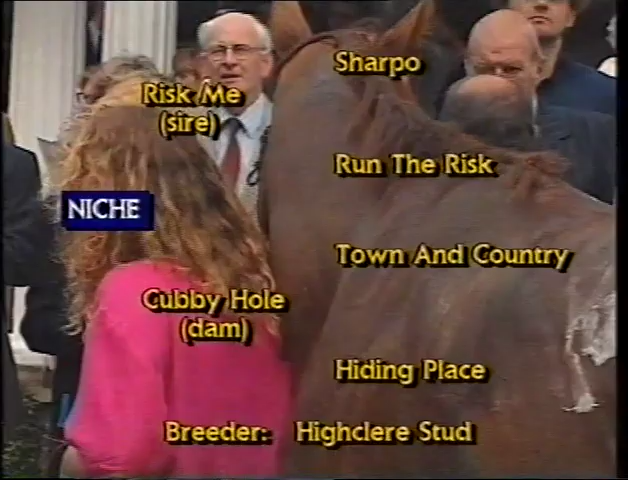 Sharpo
Risk Me
(sire)
Run The Risk
NICHE
Town And Country
Cubby Hole
(dam)
Hiding Place
Breeder: Highclere Stud